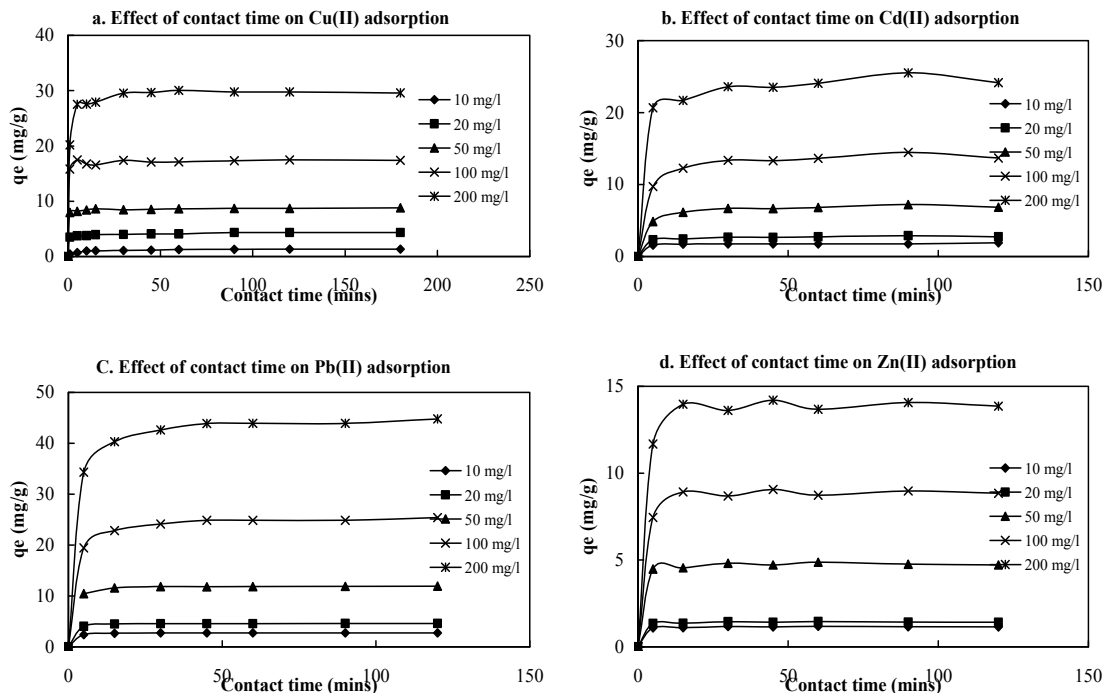 a. Effect of contact time on Cu(II) adsorption
40
30
20
10
0
qe (mg/g)
0 50 100 150 200 250
Contact time (mins)
10 mg/l
20 mg/l
50 mg/l
100 mg/l
200 mg/l
b. Effect of contact time on Cd(II) adsorption
30
20
10
0
qe (mg/g)
0 50 100 150
Contact time (mins)
10 mg/l
20 mg/l
50 mg/l
100 mg/l
200 mg/l
C. Effect of contact time on Pb(II) adsorption
50
40
30
20
10
0
qe (mg/g)
0 50 100 150
Contact time (mins)
10 mg/l
20 mg/l
50 mg/l
100 mg/l
200 mg/l
d. Effect of contact time on Zn(II) adsorption
15
10
5
0
qe (mg/g)
0 50 100 150
Contact time (mins)
10 mg/l
20 mg/l
50 mg/l
100 mg/l
200 mg/l